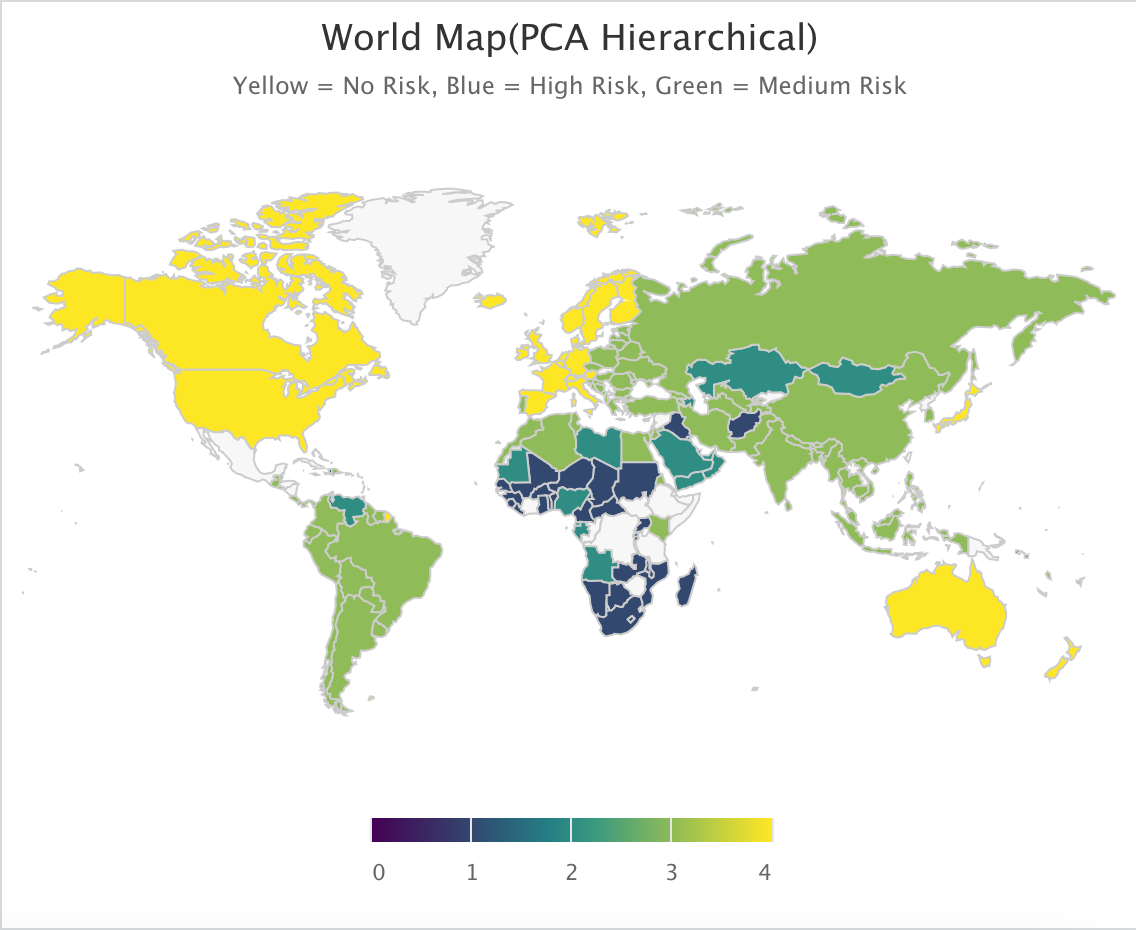 World Map(PCA Hierarchical)
Yellow = No Risk, Blue = High Risk, Green = Medium Risk
0 1 2 3 4